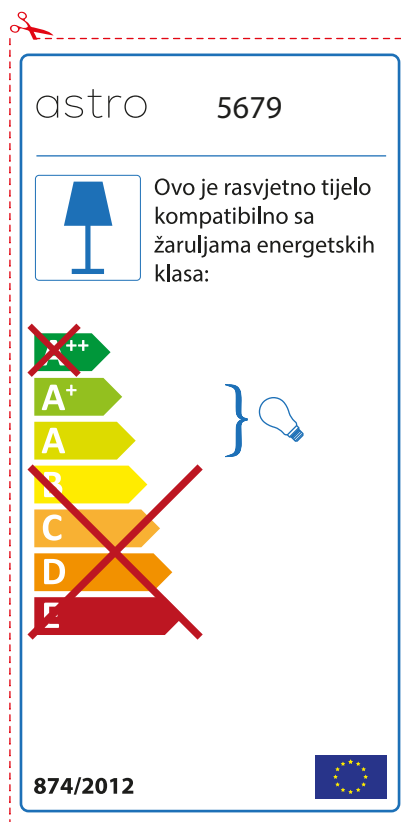 astro 5679
Ovo je rasvjetno tijelo
kompatibilno sa
žaruljama energetskih
klasa:
A++
A+
A
B
C
D
E
874/2012